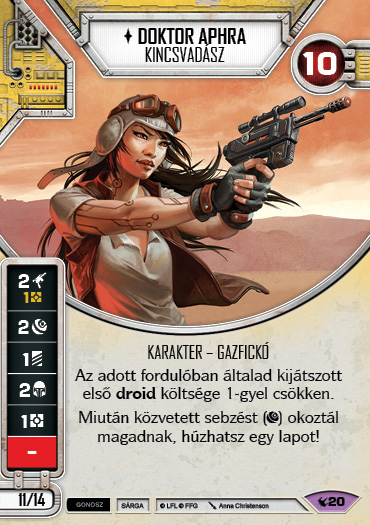 DOKTOR APHRA
KINCSVADÁSZ
10
2
1
2
1
2
1
–
KARAKTER – GAZFICKÓ
Az adott fordulóban általad kijátszott
első droid költsége 1-gyel csökken.
Miután közvetett sebzést () okoztál
magadnak, húzhatsz egy lapot!
11/14
GONOSZ
SÁRGA
© LFL © FFG
Anna Christenson
20